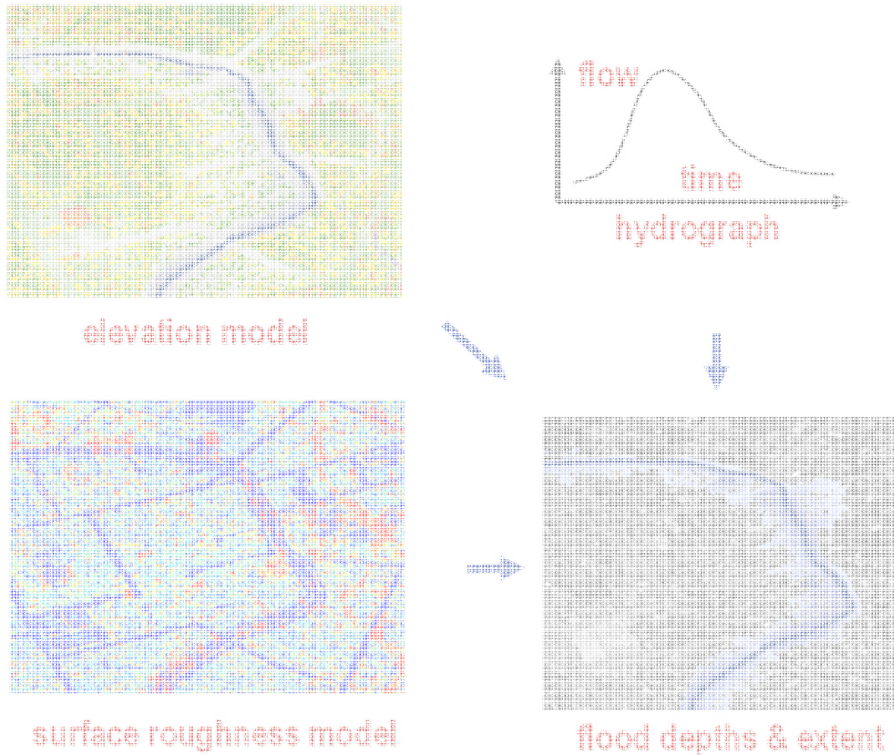 flow
time
hydrograph
elevation model
surface roughness model
flood depths & extent